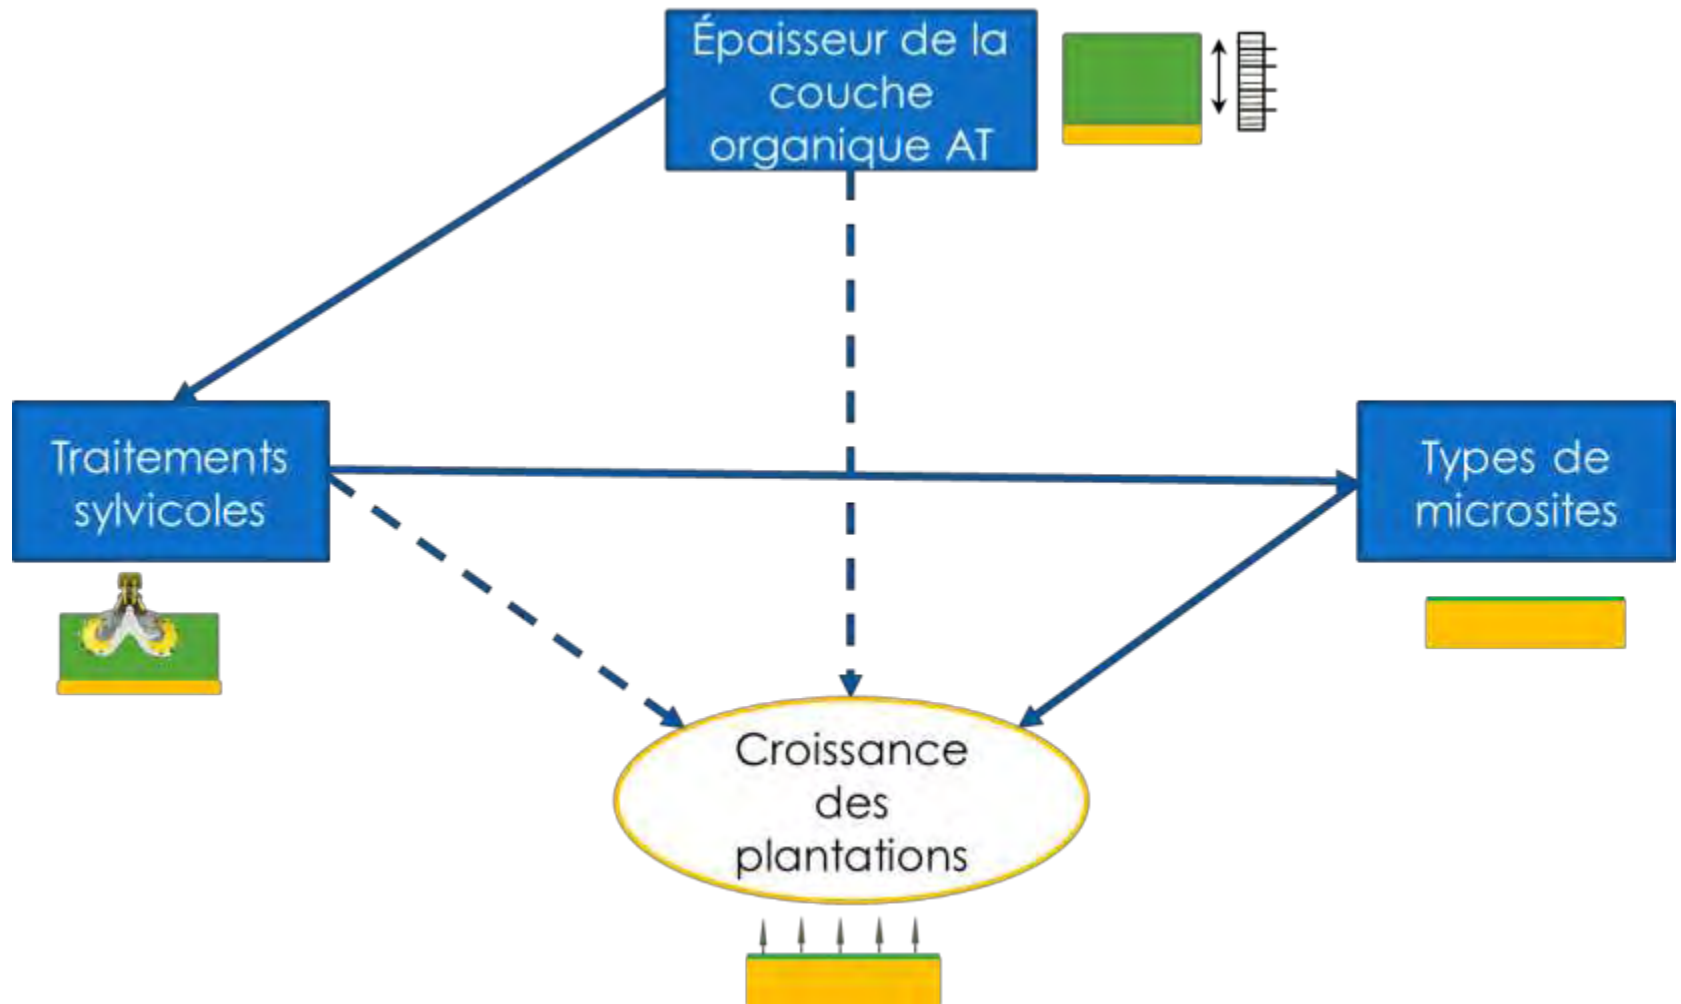 Épaisseur de la
couche
organique AT
Traitements
sylvicoles
Types de
microsites
Croissance
des
plantations